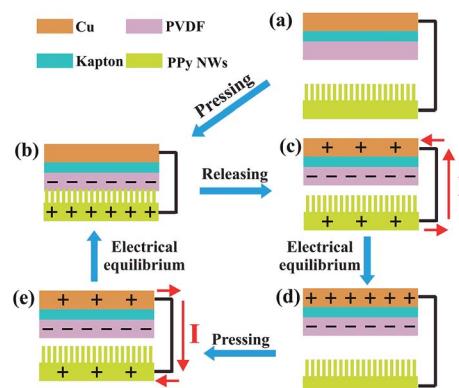 Cu
PVDF
Kapton
PPy NWs
(a)
Pressing
(b)
- - - - - - -
+ + + + + +
Releasing
(c)
+ + +
- - - - - -
+ + +
Electrical
equilibrium
Electrical
equilibrium
(e)
+ + +
- - - - - -
+ + +
I
Pressing
(d)
+ + + + + +
- - - - - -